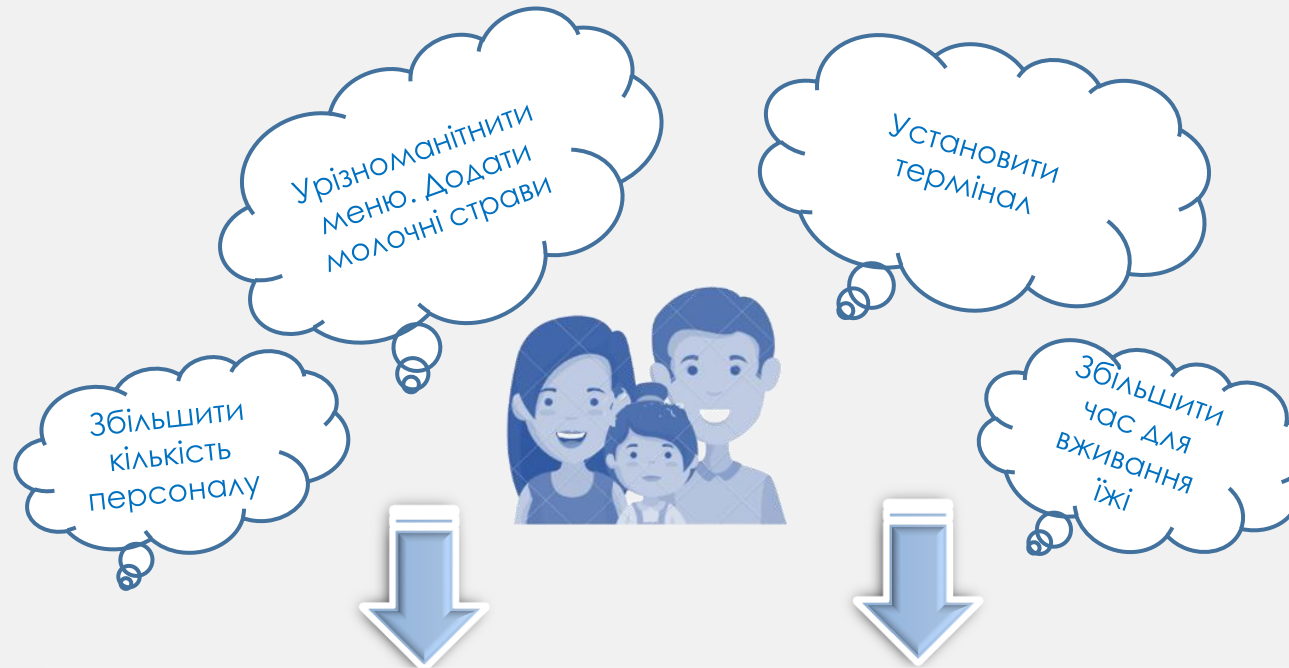 Урізноманітнити
меню. Додати
молочні страви
Установити
термінал
Збільшити
кількість
персоналу
Збільшити
час для
вживання
їжі